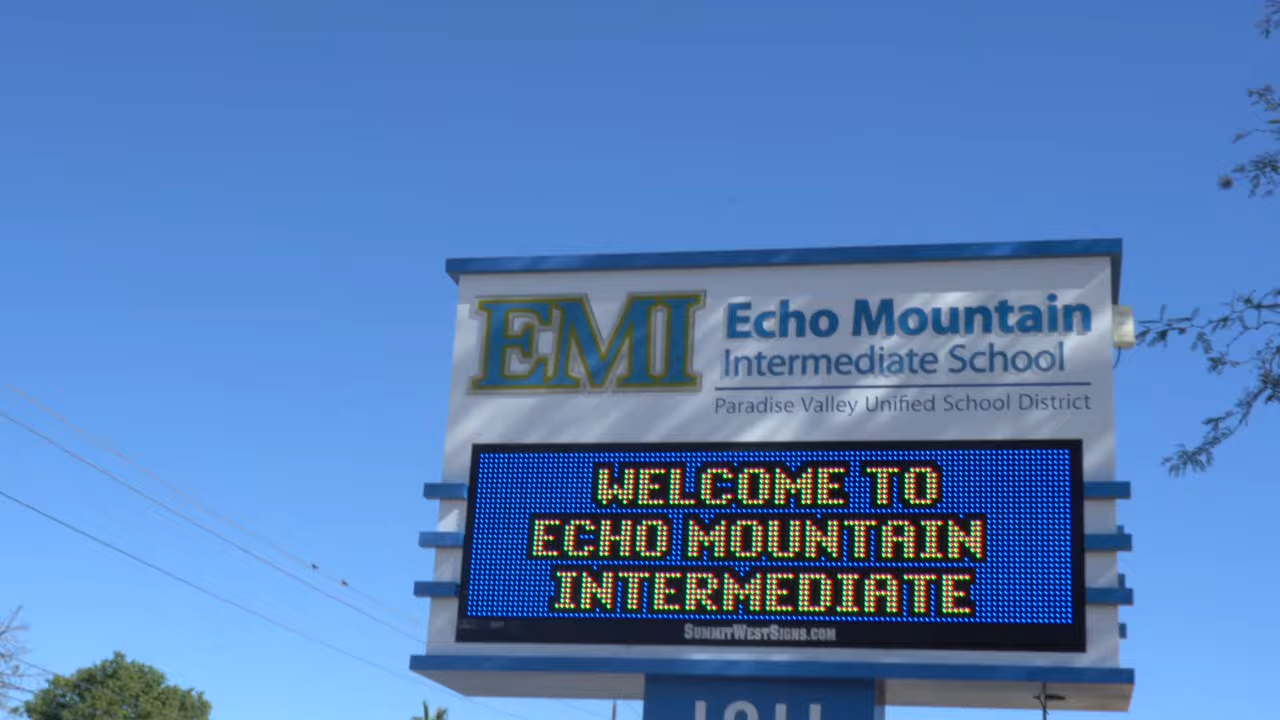 EMI
Echo Mountain
Intermediate School
Paradise Valley Unified School District
WELCOME TO
ECHO MOUNTAIN
INTERMEDIATE
SUMMITWESTSIGNS.COM